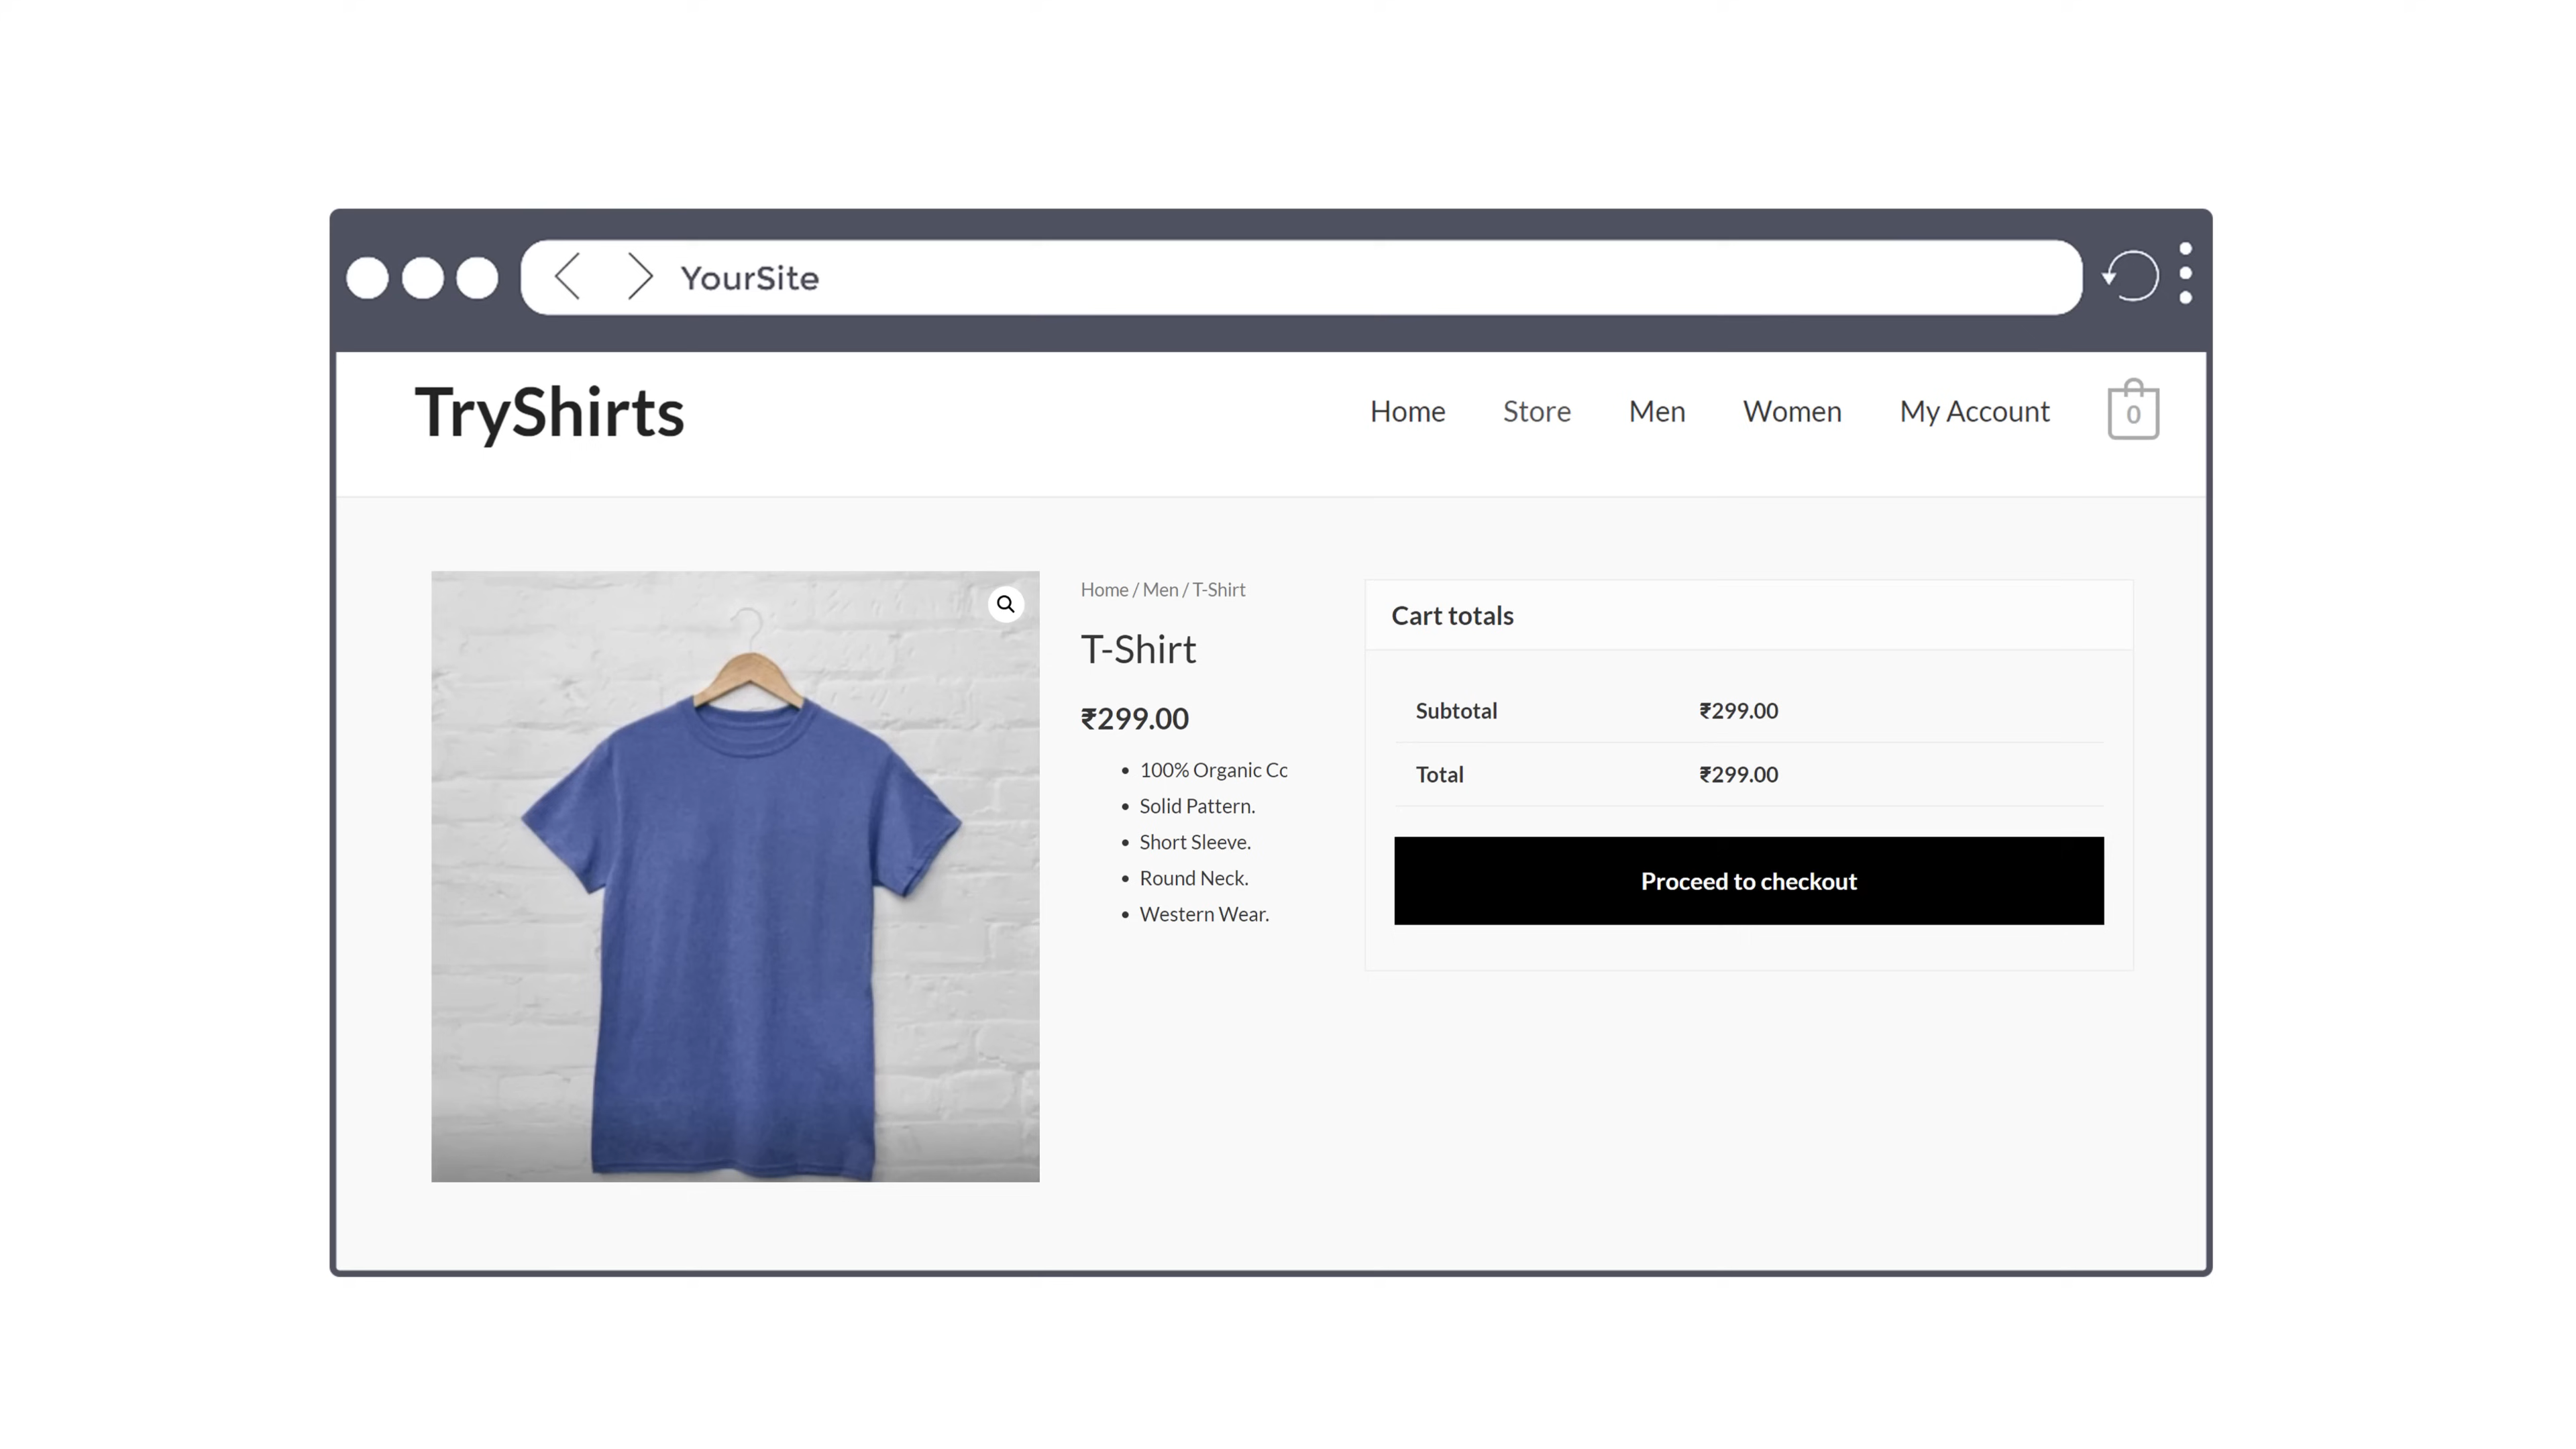 YourSite
TryShirts
Home Store Men Women My Account 0
Home / Men / T-Shirt
T-Shirt
₹299.00
100% Organic Cc
Solid Pattern.
Short Sleeve.
Round Neck.
Western Wear.
Cart totals
Subtotal ₹299.00
Total ₹299.00
Proceed to checkout